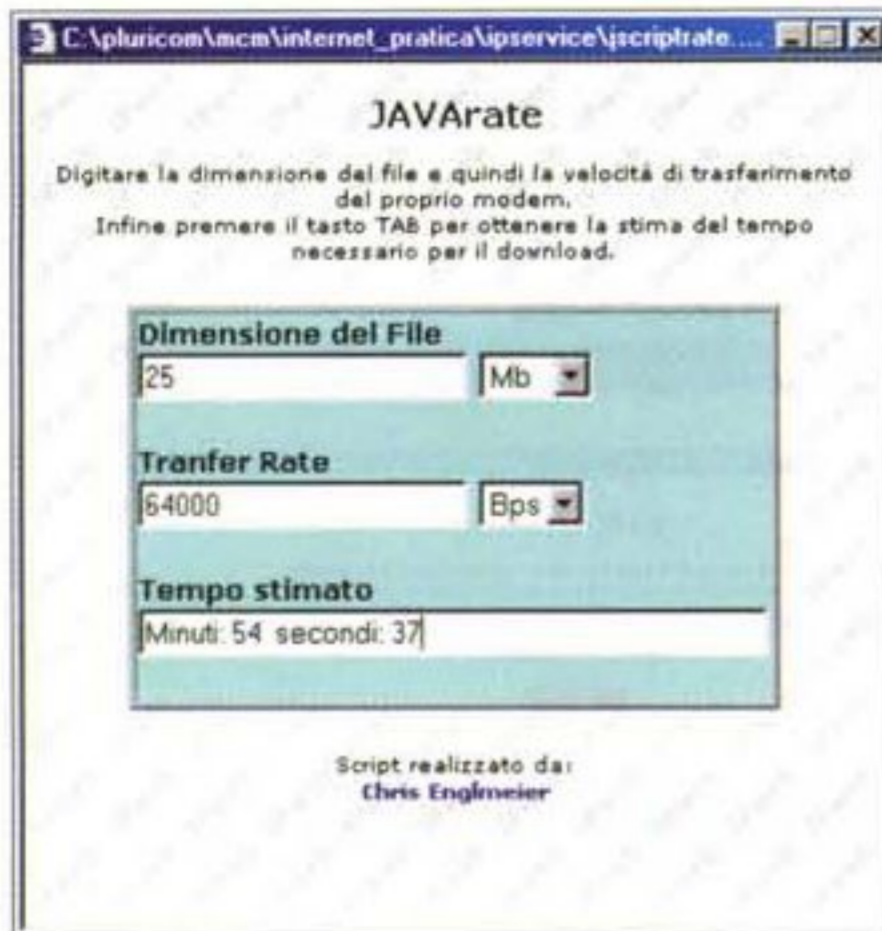 C:\pluricom\mcm\internet_pratica\ipservice\jscriptrate....
JAVArate
Digitare la dimensione del file e quindi la velocità di trasferimento
del proprio modem.
Infine premere il tasto TAB per ottenere la stima del tempo
necessario per il download.
Dimensione del File
25 Mb
Tranfer Rate
64000 Bps
Tempo stimato
Minuti: 54 secondi: 37
Script realizzato da:
Chris Englmeier